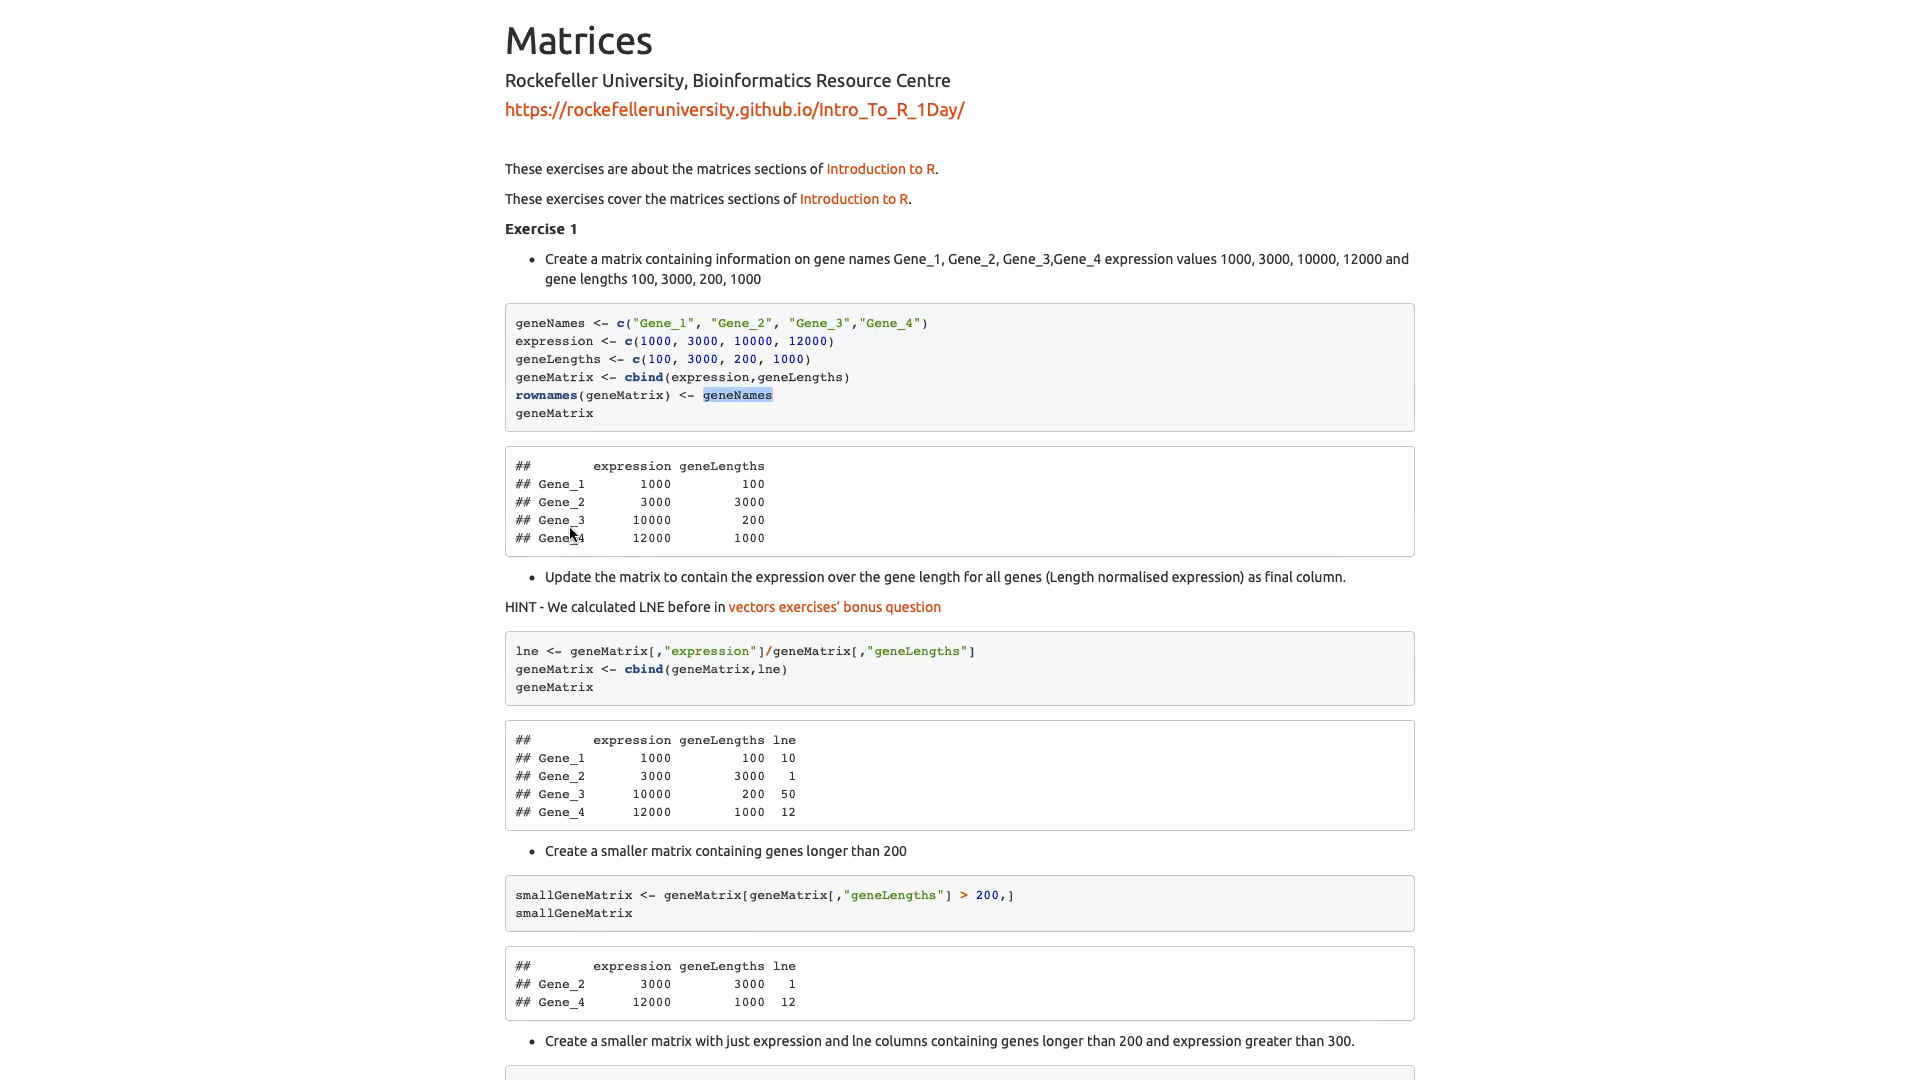 Matrices
Rockefeller University, Bioinformatics Resource Centre
https://rockefelleruniversity.github.io/Intro_To_R_1Day/
These exercises are about the matrices sections of Introduction to R.
These exercises cover the matrices sections of Introduction to R.
Exercise 1
• Create a matrix containing information on gene names Gene_1, Gene_2, Gene_3,Gene_4 expression values 1000, 3000, 10000, 12000 and
gene lengths 100, 3000, 200, 1000
geneNames <- c("Gene_1", "Gene_2", "Gene_3","Gene_4")
expression <- c(1000, 3000, 10000, 12000)
geneLengths <- c(100, 3000, 200, 1000)
geneMatrix <- cbind(expression,geneLengths)
rownames(geneMatrix) <- geneNames
geneMatrix
##        expression geneLengths
## Gene_1       1000         100
## Gene_2       3000        3000
## Gene_3      10000         200
## Gene_4      12000        1000
• Update the matrix to contain the expression over the gene length for all genes (Length normalised expression) as final column.
HINT - We calculated LNE before in vectors exercises’ bonus question
lne <- geneMatrix[,"expression"]/geneMatrix[,"geneLengths"]
geneMatrix <- cbind(geneMatrix,lne)
geneMatrix
##        expression geneLengths lne
## Gene_1       1000         100  10
## Gene_2       3000        3000   1
## Gene_3      10000         200  50
## Gene_4      12000        1000  12
• Create a smaller matrix containing genes longer than 200
smallGeneMatrix <- geneMatrix[geneMatrix[,"geneLengths"] > 200,]
smallGeneMatrix
##        expression geneLengths lne
## Gene_2       3000        3000   1
## Gene_4      12000        1000  12
• Create a smaller matrix with just expression and lne columns containing genes longer than 200 and expression greater than 300.